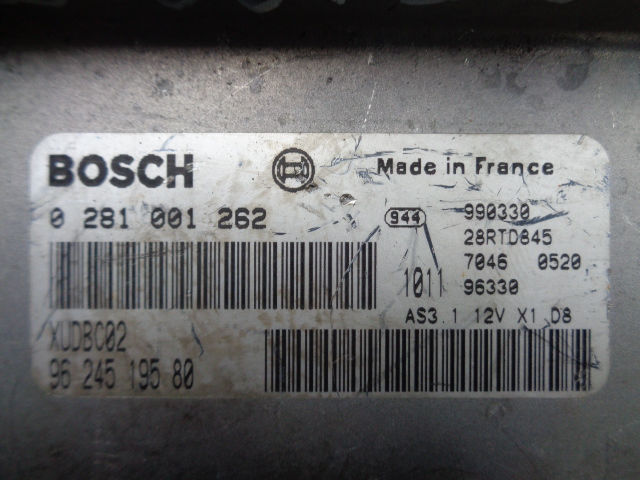 BOSCH Made in France
0 281 001 262 944 990330
28RTD845
7046 0520
1011 96330
AS3.1 12V X1 D8
XUDBC02
96 245 195 80